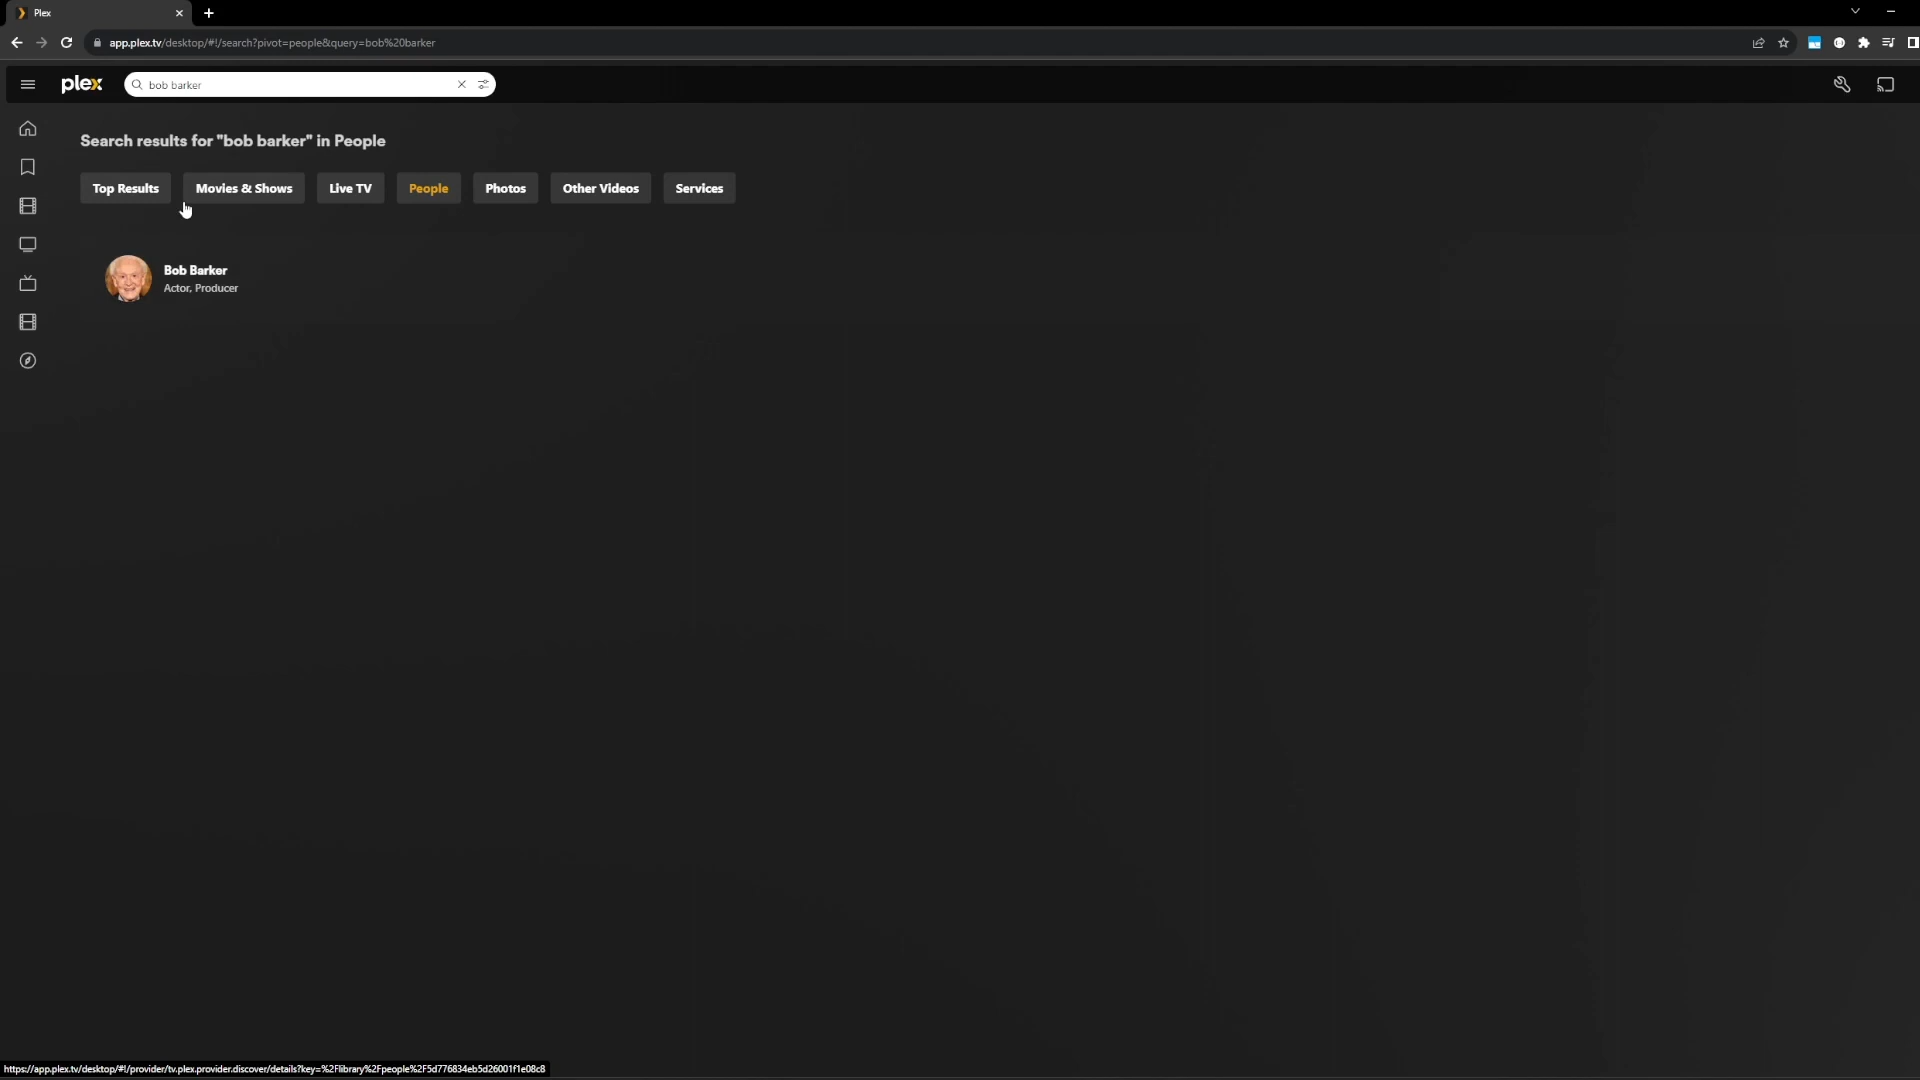 Plex
app.plex.tv/desktop/#!/search?pivot=people&query=bob%20barker
plex
bob barker
Search results for "bob barker" in People
Top Results
Movies & Shows
Live TV
People
Photos
Other Videos
Services
Bob Barker
Actor, Producer
https://app.plex.tv/desktop/#!/provider/tv.plex.provider.discover/details?key=%2Flibrary%2Fpeople%2F5d776834eb5d26001f1e08c8